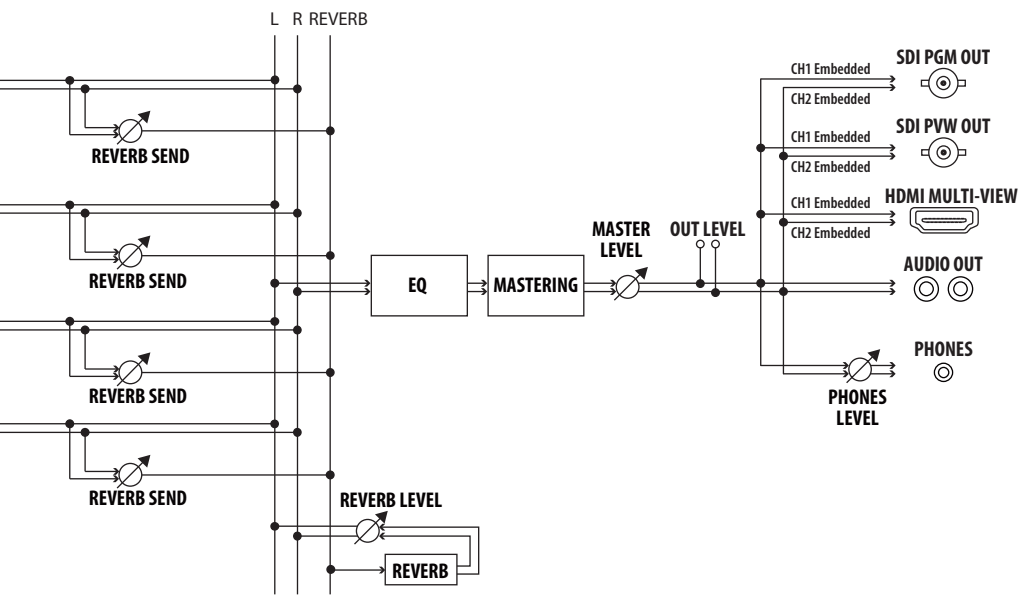 L R REVERB
SDI PGM OUT
CH1 Embedded
CH2 Embedded
REVERB SEND
SDI PVW OUT
CH1 Embedded
CH2 Embedded
HDMI MULTI-VIEW
CH1 Embedded
CH2 Embedded
REVERB SEND
MASTER
LEVEL
OUT LEVEL
EQ
MASTERING
AUDIO OUT
REVERB SEND
PHONES
PHONES
LEVEL
REVERB SEND
REVERB LEVEL
REVERB